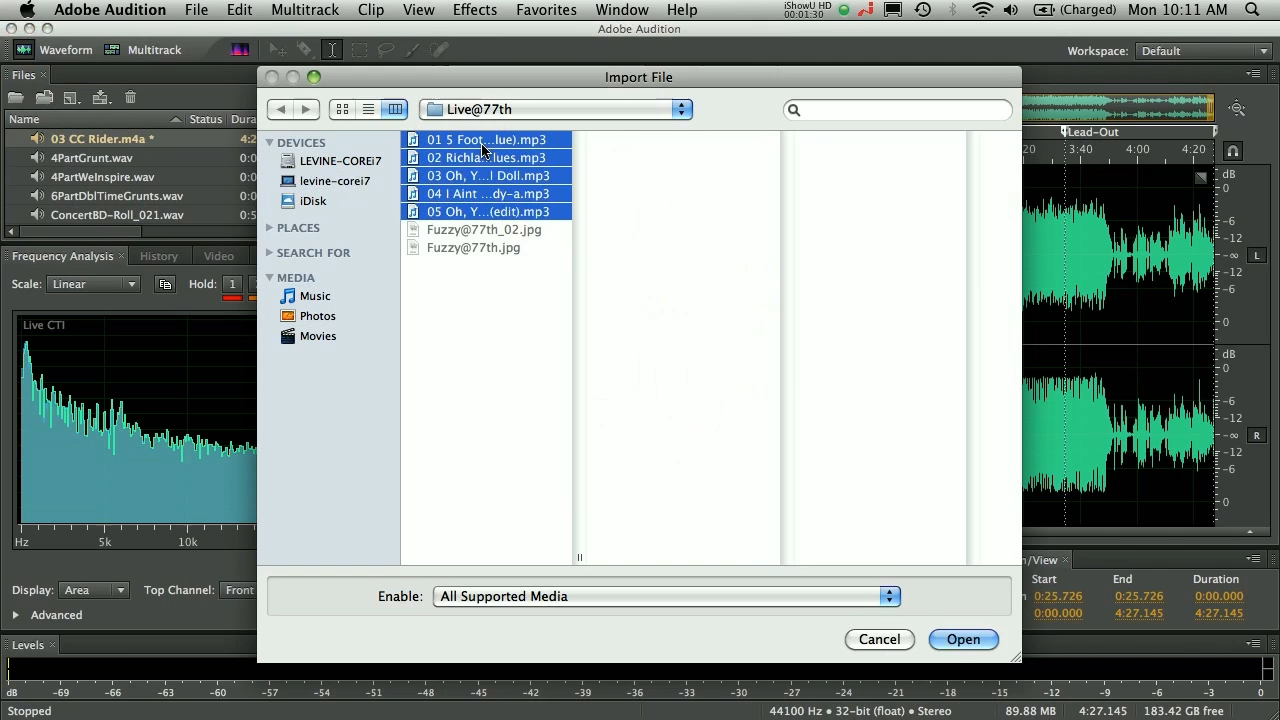 Adobe Audition File Edit Multitrack Clip View Effects Favorites Window Help iShowU HD 00:01:30 (Charged) Mon 10:11 AM
Adobe Audition
Waveform Multitrack Workspace: Default
Files × Import File
Live@77th
Name Status Dura
03 CC Rider.m4a * 4:2
4PartGrunt.wav 0:0
4PartWeInspire.wav 0:0
6PartDblTimeGrunts.wav 0:0
ConcertBD-Roll_021.wav 0:5
DEVICES
LEVINE-COREi7
levine-corei7
iDisk
PLACES
SEARCH FOR
MEDIA
Music
Photos
Movies
01 5 Foot...lue).mp3
02 Richla...lues.mp3
03 Oh, Y...l Doll.mp3
04 I Aint ...dy-a.mp3
05 Oh, Y...(edit).mp3
Fuzzy@77th_02.jpg
Fuzzy@77th.jpg
Lead-Out
20 3:40 4:00 4:20
dB
0
-6
-12
-∞ L
-12
-6
0
dB
0
-6
-12
-∞ R
-12
-6
0
Frequency Analysis × History Video
Scale: Linear Hold: 1
Live CTI
Hz 5k 10k
Display: Area Top Channel: Front
Advanced
Enable: All Supported Media
Cancel Open
n/View ×
Start End Duration
0:25.726 0:25.726 0:00.000
0:00.000 4:27.145 4:27.145
Levels ×
dB -69 -66 -63 -60 -57 -54 -51 -48 -45 -42 -39 -36 -33 -30 -27 -24 -21 -18 -15 -12 -9 -6 -3 0
Stopped 44100 Hz • 32-bit (float) • Stereo 89.88 MB 4:27.145 183.42 GB free